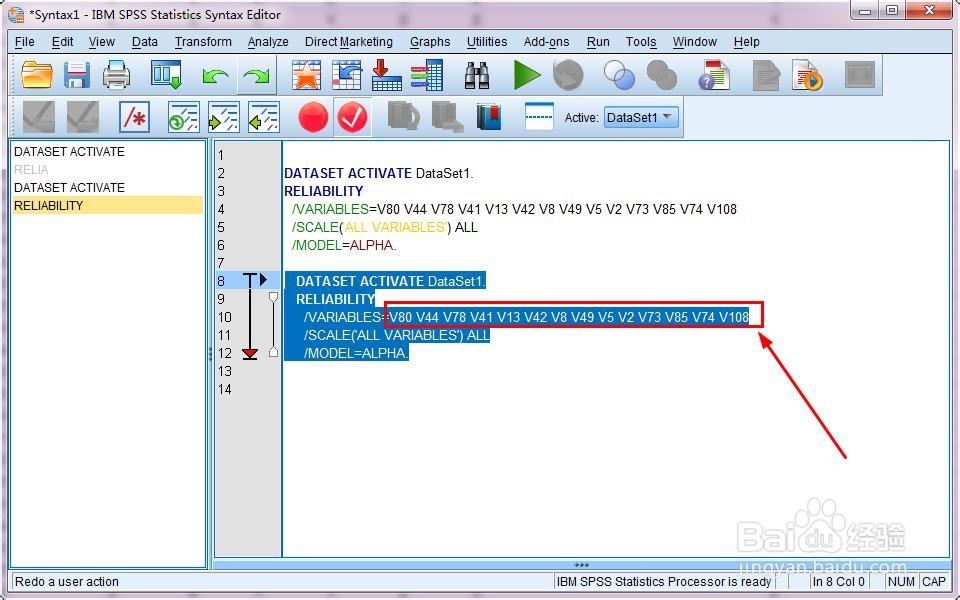 *Syntax1 - IBM SPSS Statistics Syntax Editor
File Edit View Data Transform Analyze Direct Marketing Graphs Utilities Add-ons Run Tools Window Help
Active: DataSet1
DATASET ACTIVATE
RELIA
DATASET ACTIVATE
RELIABILITY
1
2 DATASET ACTIVATE DataSet1.
3 RELIABILITY
4 /VARIABLES=V80 V44 V78 V41 V13 V42 V8 V49 V5 V2 V73 V85 V74 V108
5 /SCALE('ALL VARIABLES') ALL
6 /MODEL=ALPHA.
7
8 DATASET ACTIVATE DataSet1.
9 RELIABILITY
10 /VARIABLES=V80 V44 V78 V41 V13 V42 V8 V49 V5 V2 V73 V85 V74 V108
11 /SCALE('ALL VARIABLES') ALL
12 /MODEL=ALPHA.
13
14
Baidu 经验
jingyan.baidu.com
Redo a user action IBM SPSS Statistics Processor is ready In 8 Col 0 NUM CAP